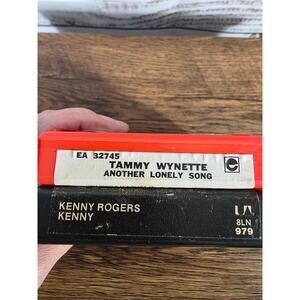 EA 32745
TAMMY WYNETTE
ANOTHER LONELY SONG
e
KENNY ROGERS
KENNY
UA
8LN
979